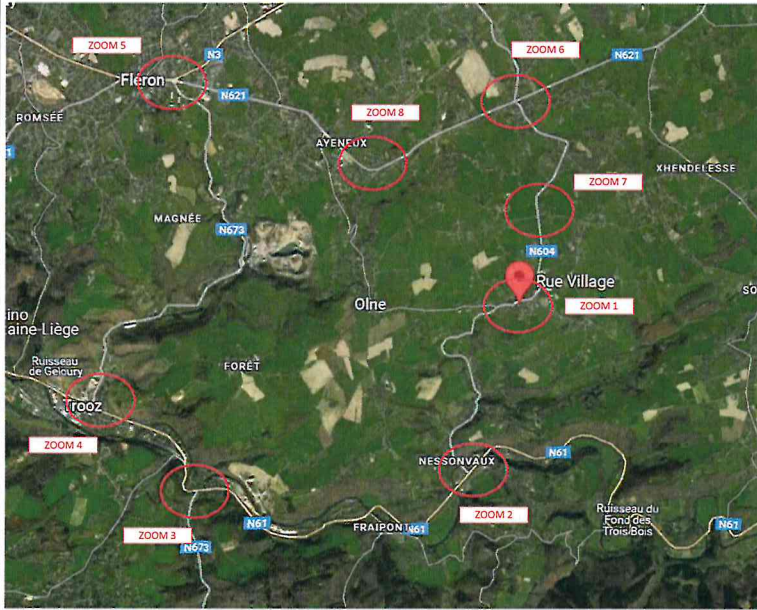 ZOOM 5
N3
ZOOM 6
N621
Fléron
N621
ROMSÉE
ZOOM 8
AYENEUX
XHENDELESSE
ZOOM 7
MAGNÉE
N673
N604
Rue Village
ZOOM 1
Olne
SO
ino
aine-Liège
Ruisseau
de Geloury
FORÊT
Trooz
ZOOM 4
NESSONVAUX
N61
ZOOM 2
ZOOM 3
N61
FRAIPONT
N61
Ruisseau du
Fond des
Trois Bois
N61
N673